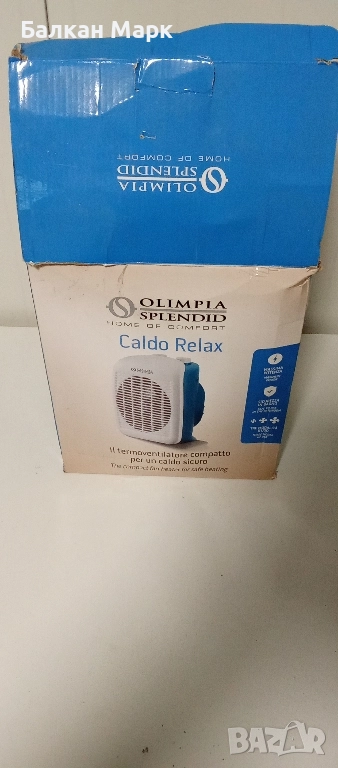 Балкан Марк
OLIMPIA
SPLENDID
HOME OF COMFORT
OLIMPIA
SPLENDID
HOME OF COMFORT
Caldo Relax
Il termoventilatore compatto
per un caldo sicuro
The compact fan heater for safe heating
BAZAR